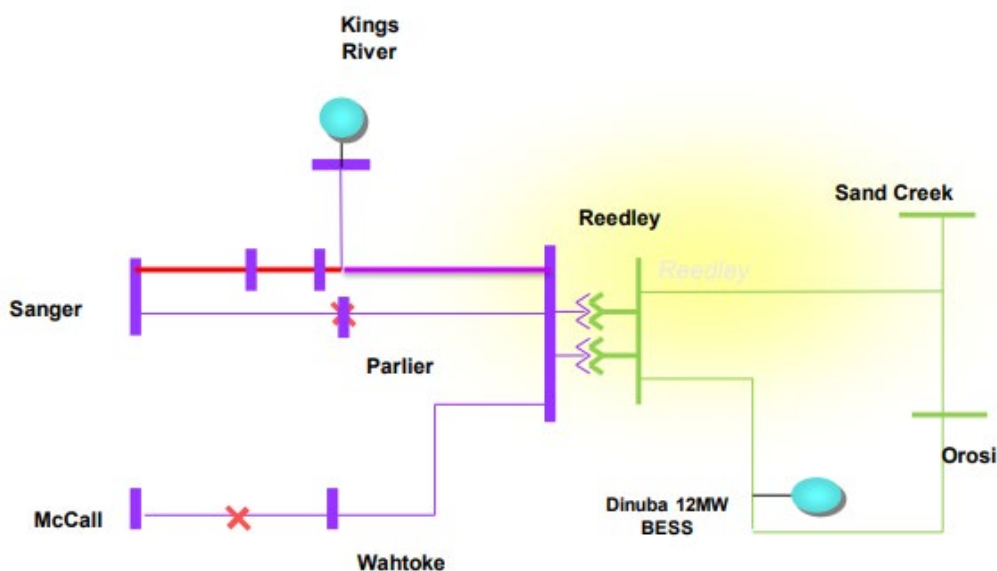 Kings
River
Sand Creek
Reedley
Reedley
Sanger
Parlier
Orosi
Dinuba 12MW
BESS
McCall
Wahtoke